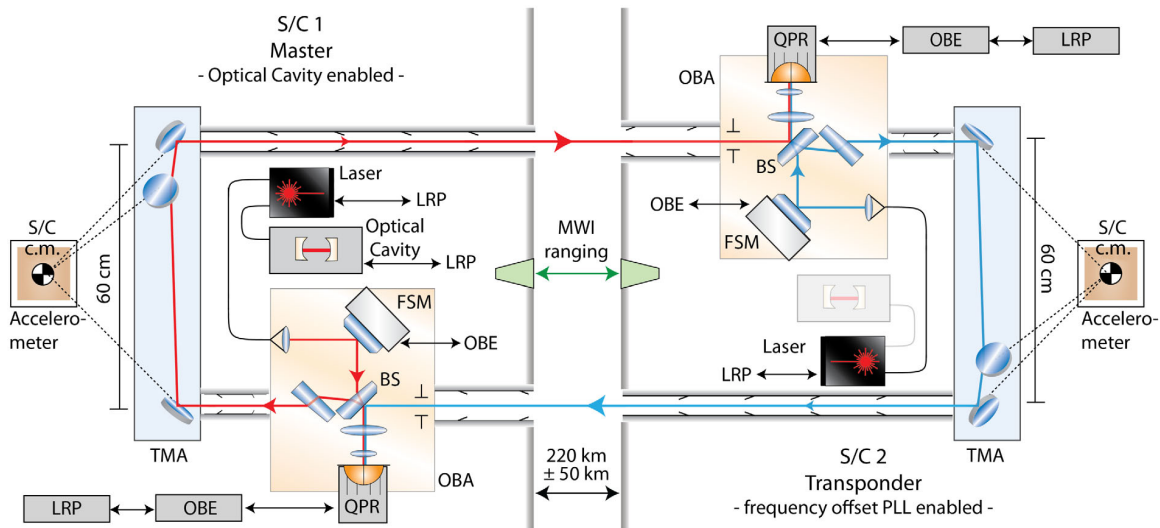 S/C 1
Master
- Optical Cavity enabled -
QPR
OBE
LRP
OBA
BS
Laser
LRP
Optical
Cavity
LRP
OBE
FSM
S/C
c.m.
60 cm
Accelero-
meter
MWI
ranging
S/C
c.m.
60 cm
Accelero-
meter
FSM
OBE
BS
Laser
LRP
TMA
OBA
QPR
LRP
OBE
220 km
± 50 km
S/C 2
Transponder
- frequency offset PLL enabled -
TMA